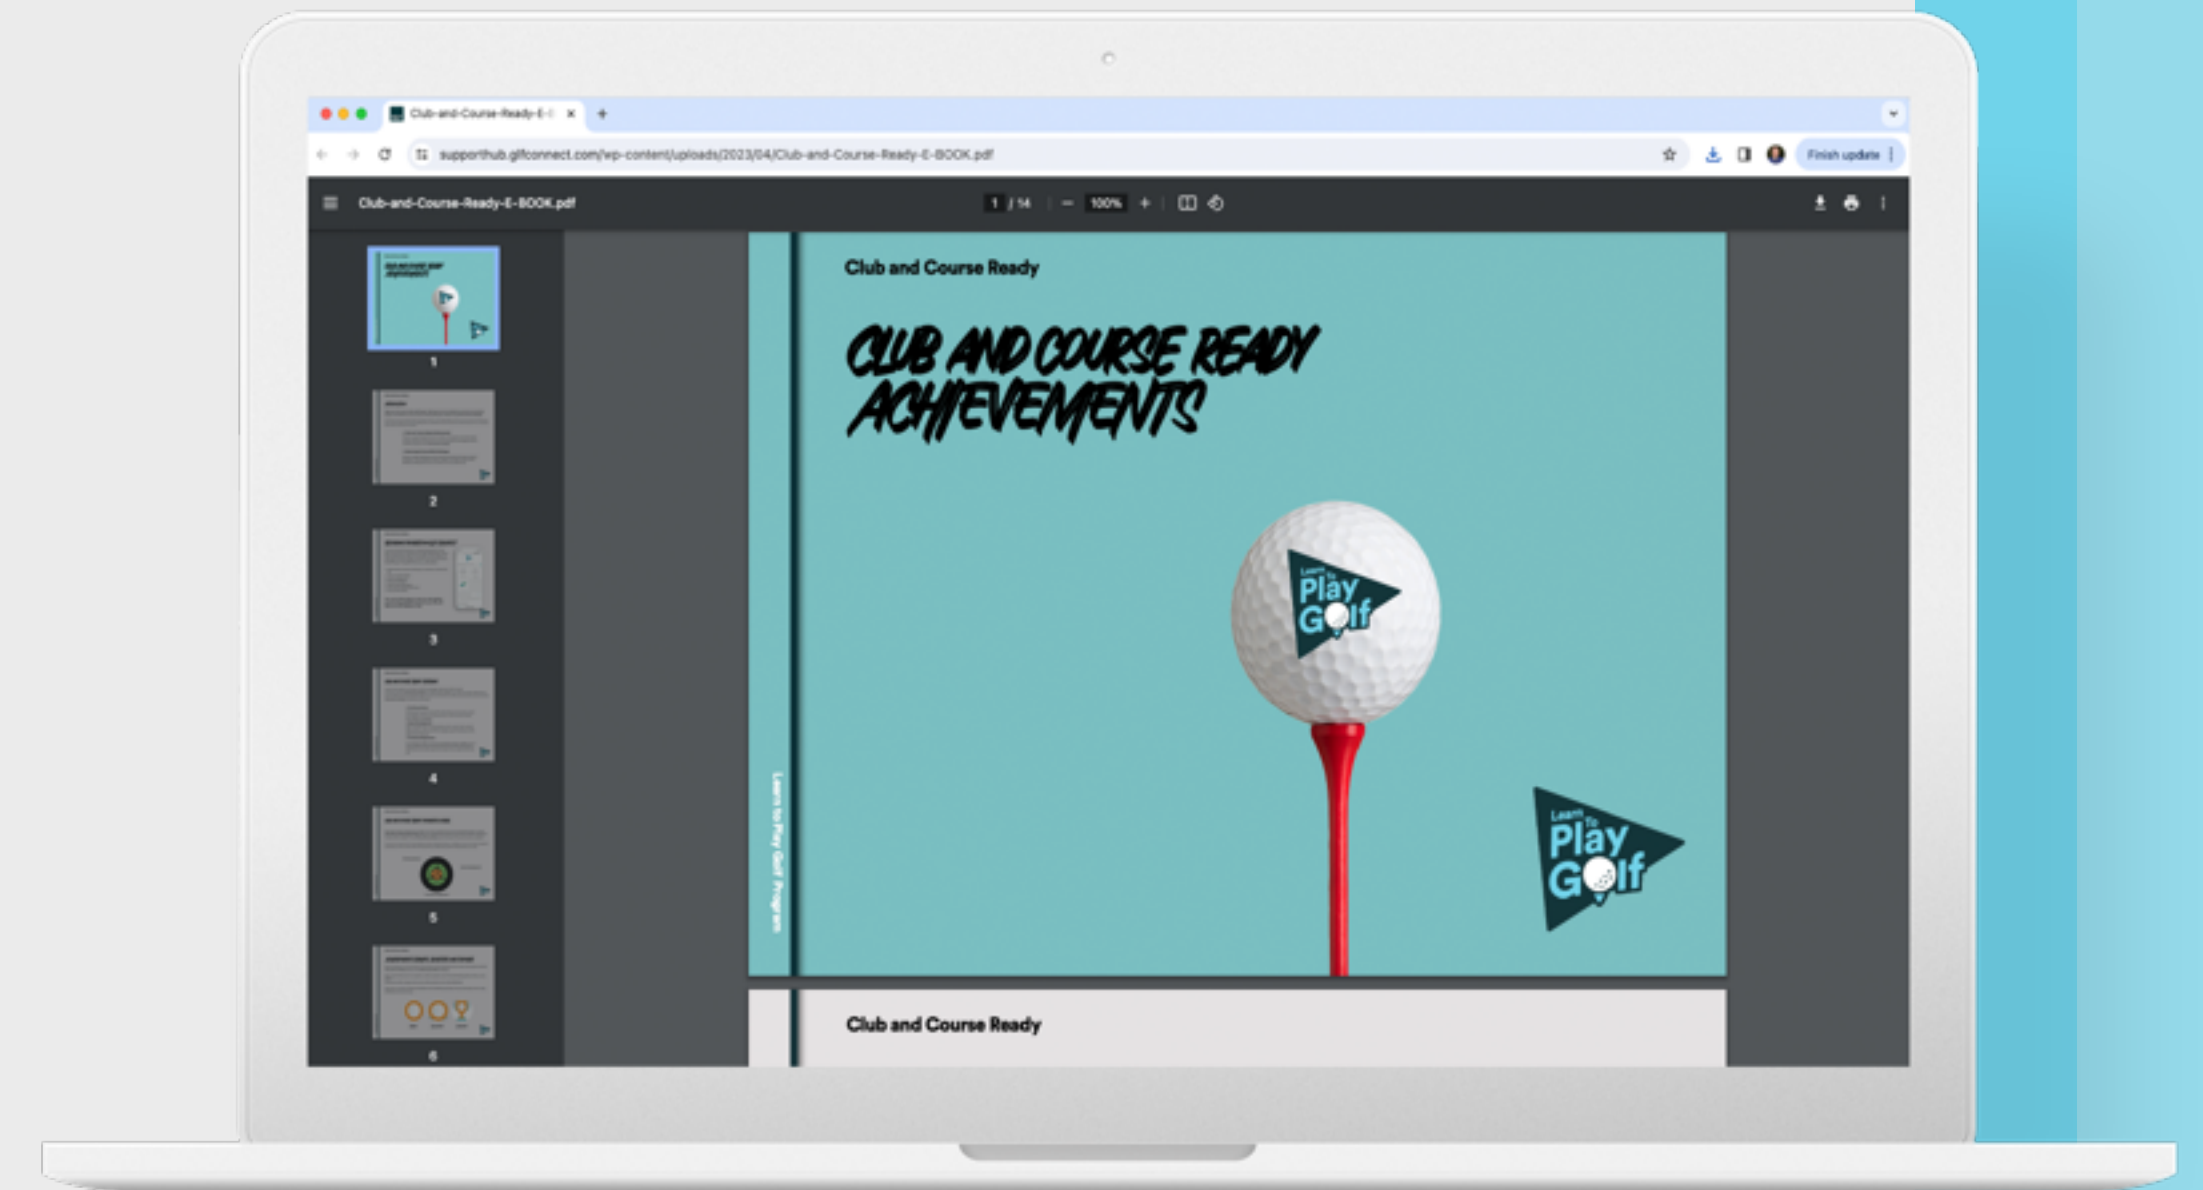 Club-and-Course-Ready-E-
supporthub.glfconnect.com/wp-content/uploads/2023/04/Club-and-Course-Ready-E-BOOK.pdf
Finish update
Club-and-Course-Ready-E-BOOK.pdf
1 / 14
100%
1
2
3
4
5
6
Club and Course Ready
CLUB AND COURSE READY
ACHIEVEMENTS
Learn To
Play
Golf
Learn To
Play
Golf
Learn to Play Golf Program
Club and Course Ready